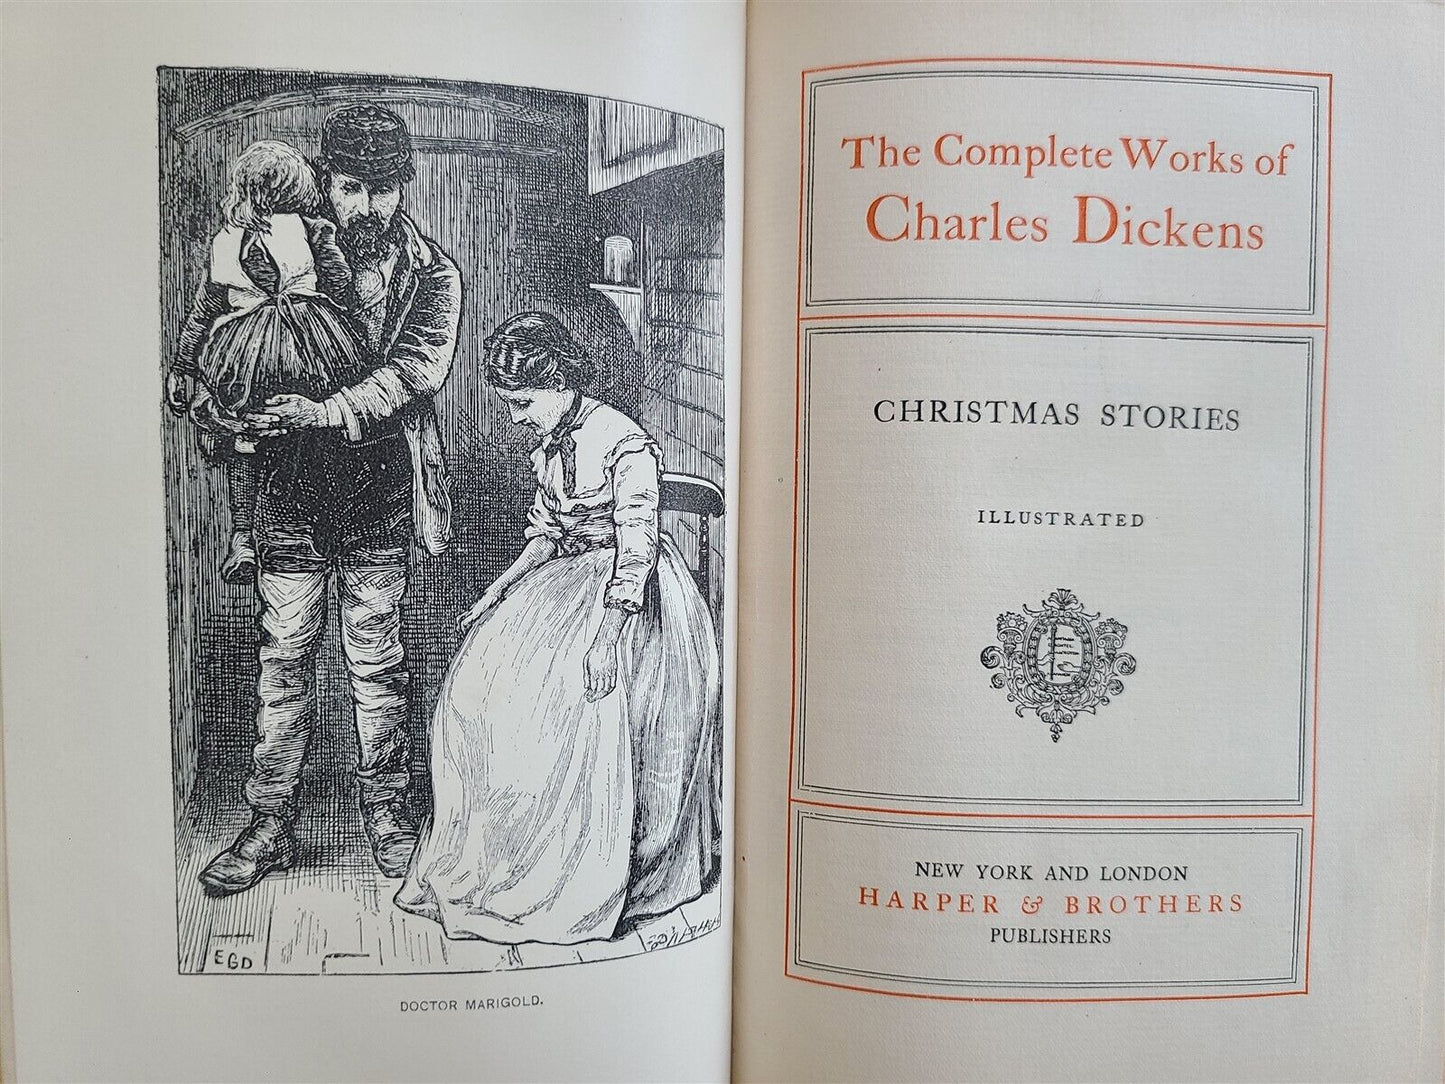 EGD
DOCTOR MARIGOLD.
The Complete Works of
Charles Dickens
CHRISTMAS STORIES
ILLUSTRATED
NEW YORK AND LONDON
HARPER & BROTHERS
PUBLISHERS